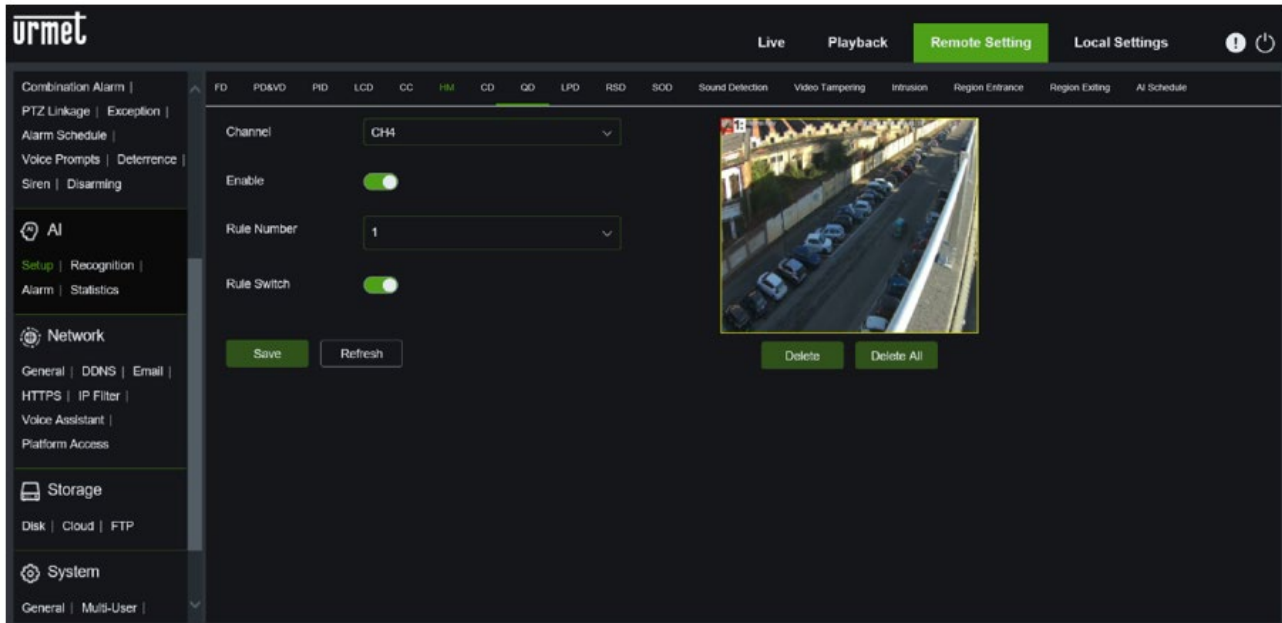 urmet
Live Playback Remote Setting Local Settings
Combination Alarm |
PTZ Linkage | Exception |
Alarm Schedule |
Voice Prompts | Deterrence |
Siren | Disarming
AI
Setup | Recognition |
Alarm | Statistics
Network
General | DDNS | Email |
HTTPS | IP Filter |
Voice Assistant |
Platform Access
Storage
Disk | Cloud | FTP
System
General | Multi-User |
FD PD&VD PID LCD CC HM CD QD LPD RSD SOD Sound Detection Video Tampering Intrusion Region Entrance Region Exiting AI Schedule
Channel CH4
Enable
Rule Number 1
Rule Switch
Save Refresh
1:
Delete Delete All